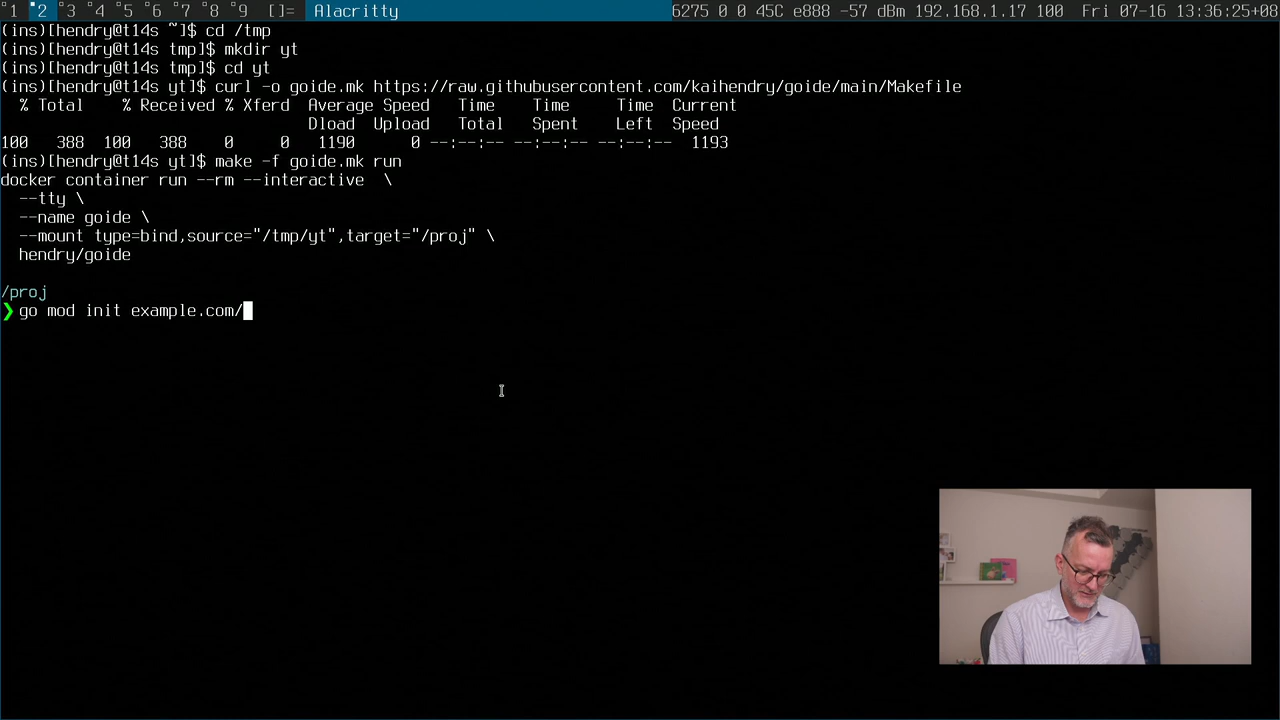 °1 °2 °3 °4 °5 °6 °7 °8 °9 []= Alacritty 6275 0 0 45C e888 -57 dBm 192.168.1.17 100 Fri 07-16 13:36:25+08
(ins)[hendry@t14s ~]$ cd /tmp
(ins)[hendry@t14s tmp]$ mkdir yt
(ins)[hendry@t14s tmp]$ cd yt
(ins)[hendry@t14s yt]$ curl -o goide.mk https://raw.githubusercontent.com/kaihendry/goide/main/Makefile
% Total % Received % Xferd Average Speed Time Time Time Current
Dload Upload Total Spent Left Speed
100 388 100 388 0 0 1190 0 --:--:-- --:--:-- --:--:-- 1193
(ins)[hendry@t14s yt]$ make -f goide.mk run
docker container run --rm --interactive \
--tty \
--name goide \
--mount type=bind,source="/tmp/yt",target="/proj" \
hendry/goide
/proj
❯ go mod init example.com/